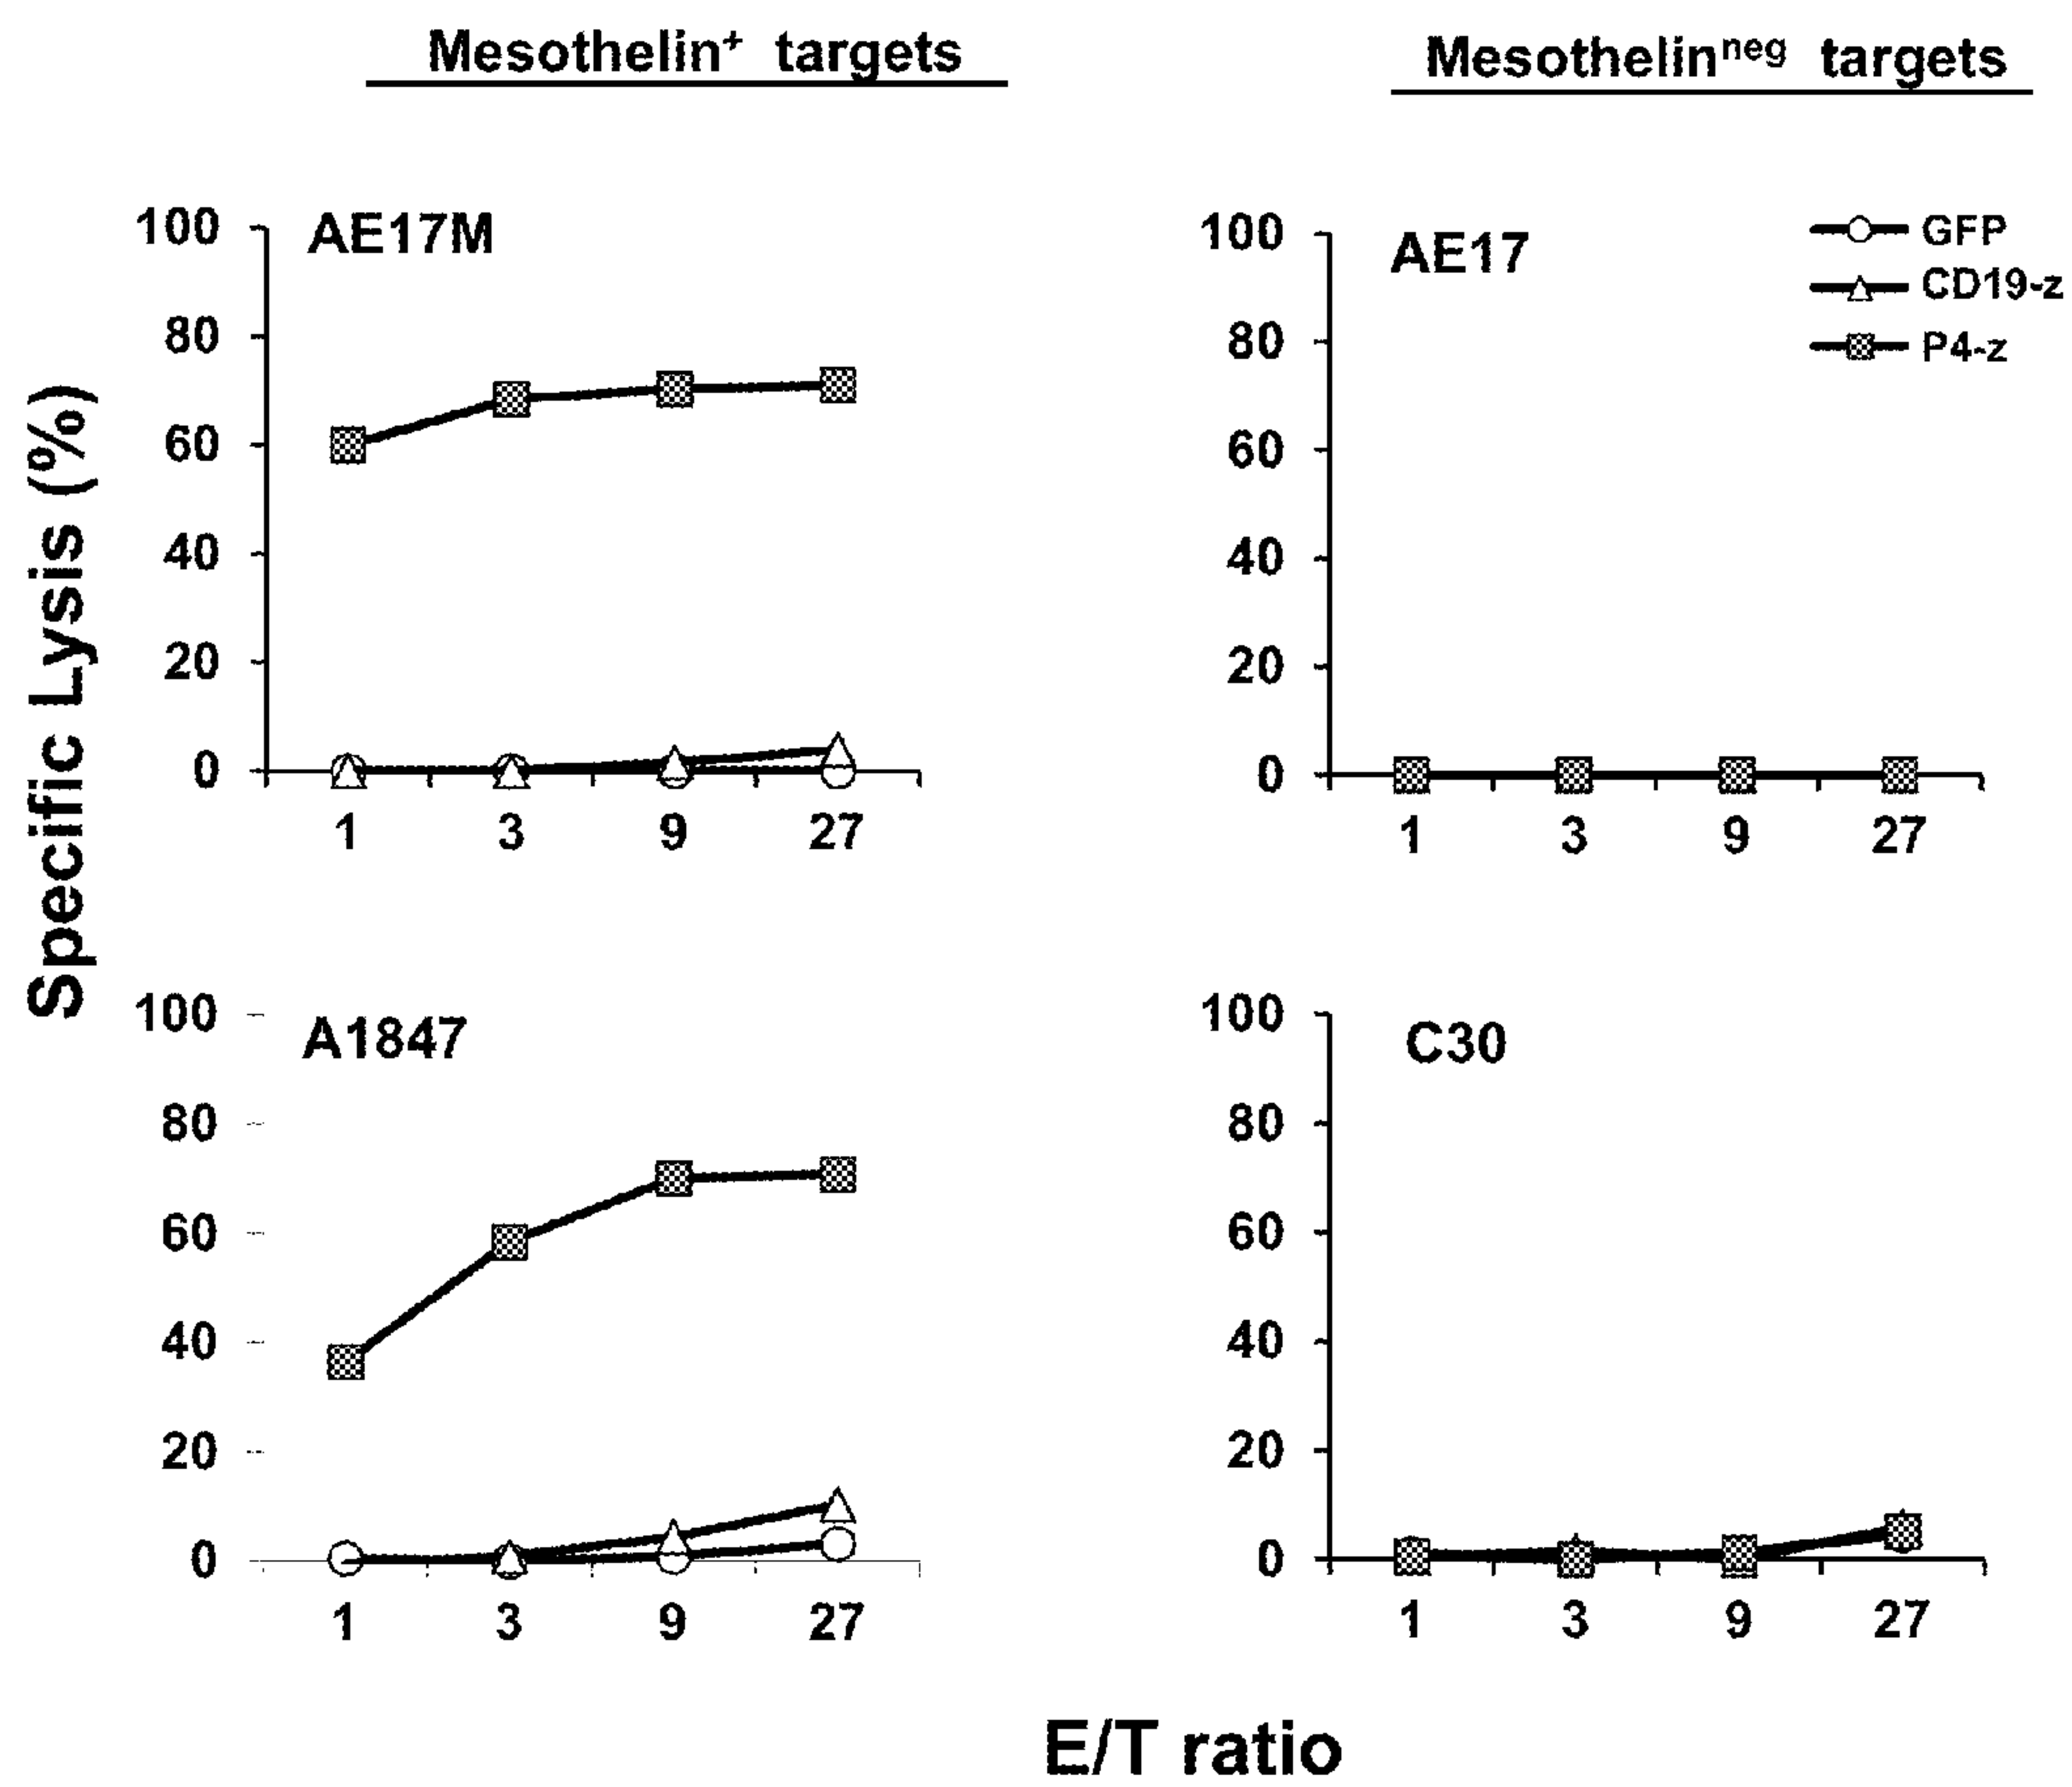 Mesothelin+ targets
Mesothelinneg targets
Specific Lysis (%)
AE17M
100
80
60
40
20
0
1 3 9 27
AE17
100
80
60
40
20
0
1 3 9 27
GFP
CD19-z
P4-z
A1847
100
80
60
40
20
0
1 3 9 27
C30
100
80
60
40
20
0
1 3 9 27
E/T ratio